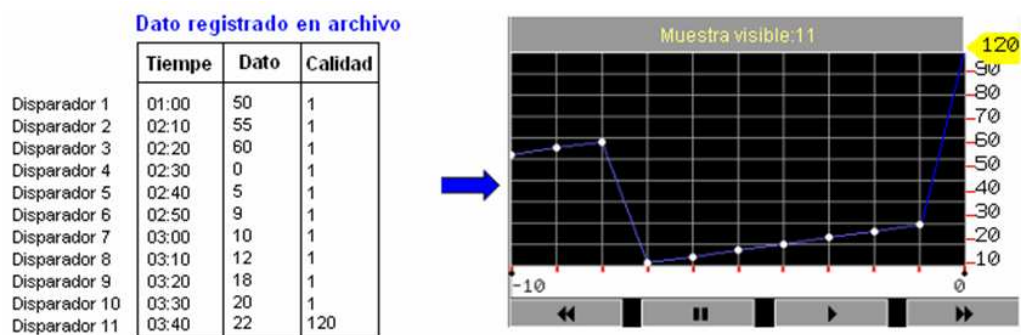 Dato registrado en archivo
Tiempe Dato Calidad
Disparador 1 01:00 50 1
Disparador 2 02:10 55 1
Disparador 3 02:20 60 1
Disparador 4 02:30 0 1
Disparador 5 02:40 5 1
Disparador 6 02:50 9 1
Disparador 7 03:00 10 1
Disparador 8 03:10 12 1
Disparador 9 03:20 18 1
Disparador 10 03:30 20 1
Disparador 11 03:40 22 120
Muestra visible:11
120
90
80
70
60
50
40
30
20
10
-10 0